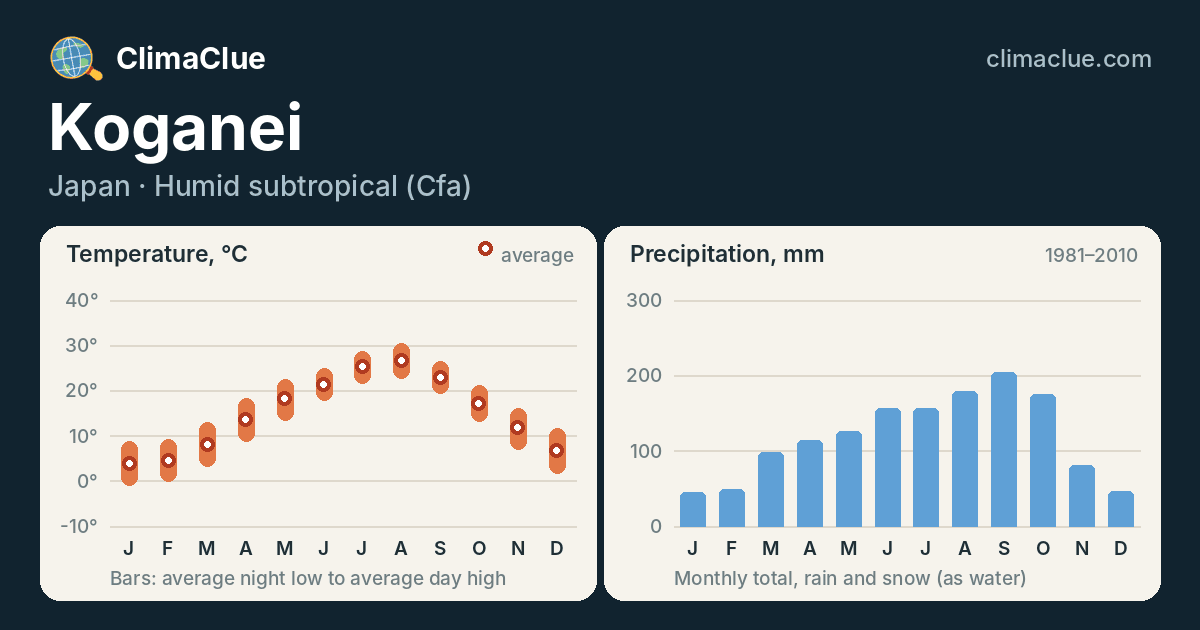 ClimaClue
climaclue.com
Koganei
Japan · Humid subtropical (Cfa)
Temperature, °C
average
40°
30°
20°
10°
0°
-10°
J F M A M J J A S O N D
Bars: average night low to average day high
Precipitation, mm
1981–2010
300
200
100
0
J F M A M J J A S O N D
Monthly total, rain and snow (as water)